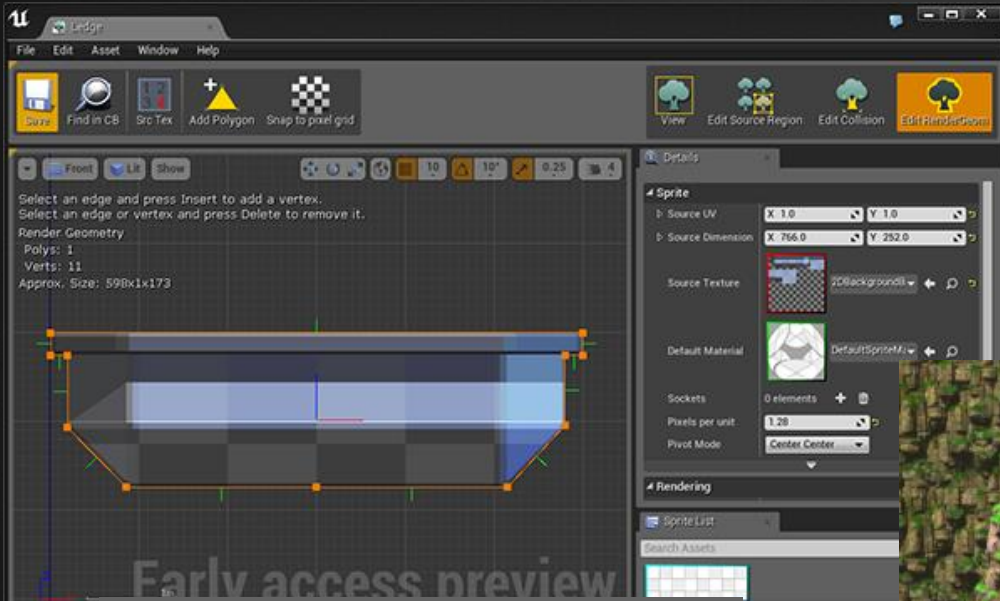 Ledge
File Edit Asset Window Help
Save Find in CB Src Tex Add Polygon Snap to pixel grid View Edit Source Region Edit Collision Edit RenderGeom
Front Lit Show 10 10° 0.25 4
Select an edge and press Insert to add a vertex.
Select an edge or vertex and press Delete to remove it.
Render Geometry
Polys: 1
Verts: 11
Approx. Size: 598x1x173
Early access preview
Details
Sprite
Source UV X 1.0 Y 1.0
Source Dimension X 766.0 Y 252.0
Source Texture 2DBackgroundB
Default Material DefaultSpriteMa
Sockets 0 elements
Pixels per unit 1.28
Pivot Mode Center Center
Rendering
Sprite List
Search Assets